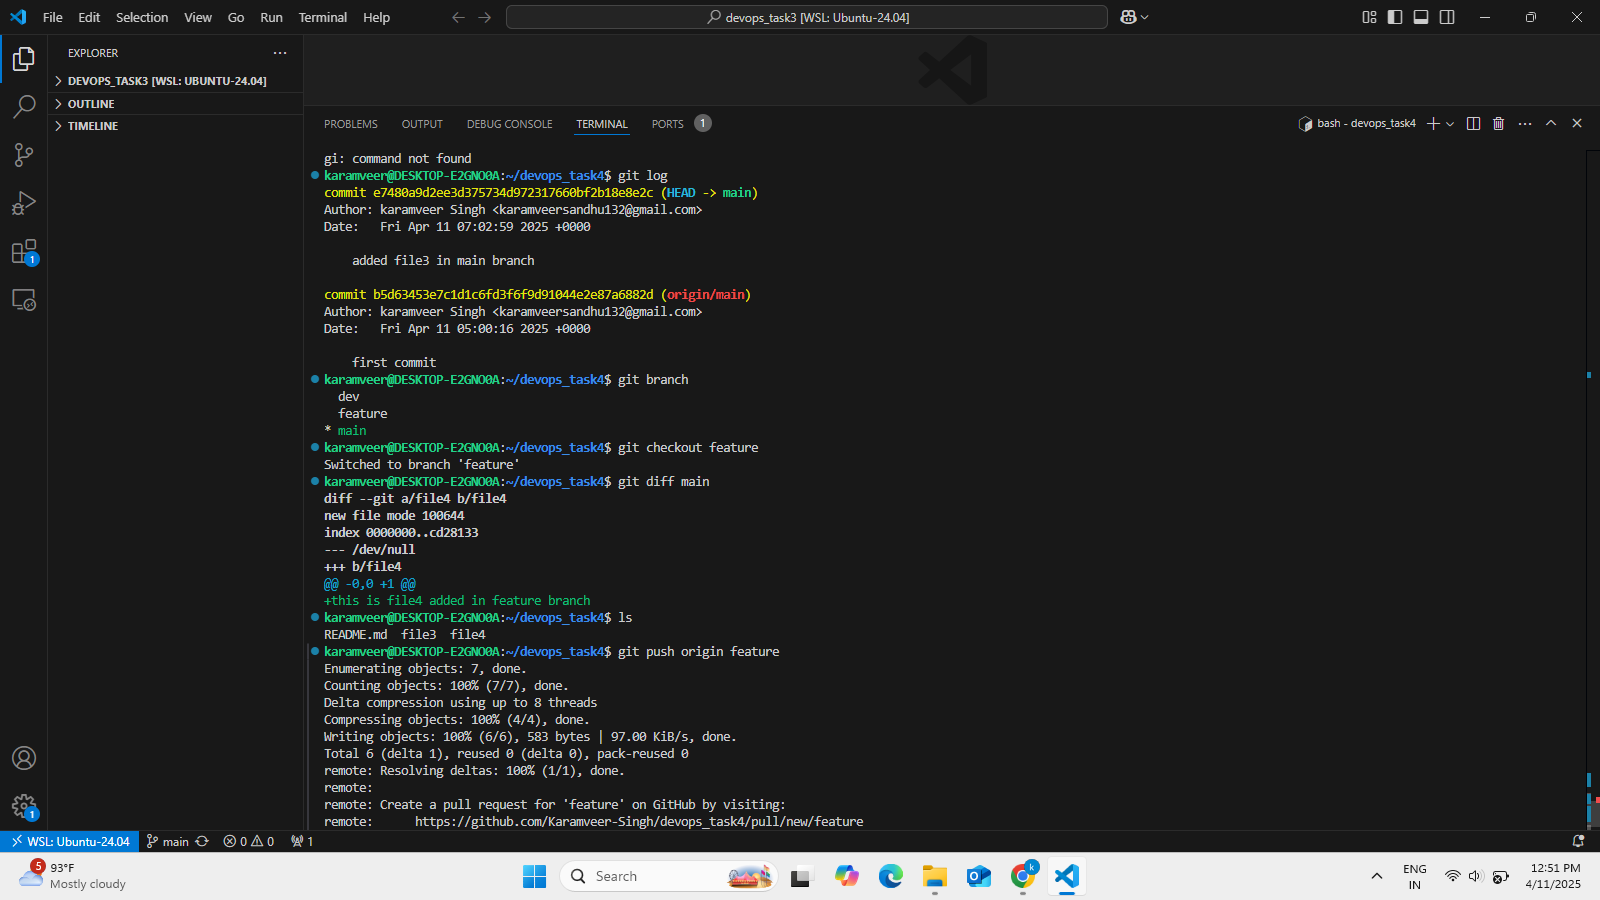 File Edit Selection View Go Run Terminal Help
devops_task3 [WSL: Ubuntu-24.04]
EXPLORER
DEVOPS_TASK3 [WSL: UBUNTU-24.04]
OUTLINE
TIMELINE
PROBLEMS OUTPUT DEBUG CONSOLE TERMINAL PORTS 1
bash - devops_task4
gi: command not found
karamveer@DESKTOP-E2GNO0A:~/devops_task4$ git log
commit e7480a9d2ee3d375734d972317660bf2b18e8e2c (HEAD -> main)
Author: karamveer Singh <karamveersandhu132@gmail.com>
Date:   Fri Apr 11 07:02:59 2025 +0000
added file3 in main branch
commit b5d63453e7c1d1c6fd3f6f9d91044e2e87a6882d (origin/main)
Author: karamveer Singh <karamveersandhu132@gmail.com>
Date:   Fri Apr 11 05:00:16 2025 +0000
first commit
karamveer@DESKTOP-E2GNO0A:~/devops_task4$ git branch
dev
feature
* main
karamveer@DESKTOP-E2GNO0A:~/devops_task4$ git checkout feature
Switched to branch 'feature'
karamveer@DESKTOP-E2GNO0A:~/devops_task4$ git diff main
diff --git a/file4 b/file4
new file mode 100644
index 0000000..cd28133
--- /dev/null
+++ b/file4
@@ -0,0 +1 @@
+this is file4 added in feature branch
karamveer@DESKTOP-E2GNO0A:~/devops_task4$ ls
README.md  file3  file4
karamveer@DESKTOP-E2GNO0A:~/devops_task4$ git push origin feature
Enumerating objects: 7, done.
Counting objects: 100% (7/7), done.
Delta compression using up to 8 threads
Compressing objects: 100% (4/4), done.
Writing objects: 100% (6/6), 583 bytes | 97.00 KiB/s, done.
Total 6 (delta 1), reused 0 (delta 0), pack-reused 0
remote: Resolving deltas: 100% (1/1), done.
remote:
remote: Create a pull request for 'feature' on GitHub by visiting:
remote:      https://github.com/Karamveer-Singh/devops_task4/pull/new/feature
1
1
WSL: Ubuntu-24.04 main 0 0 1
5
93°F
Mostly cloudy
Search
k
ENG
IN
12:51 PM
4/11/2025